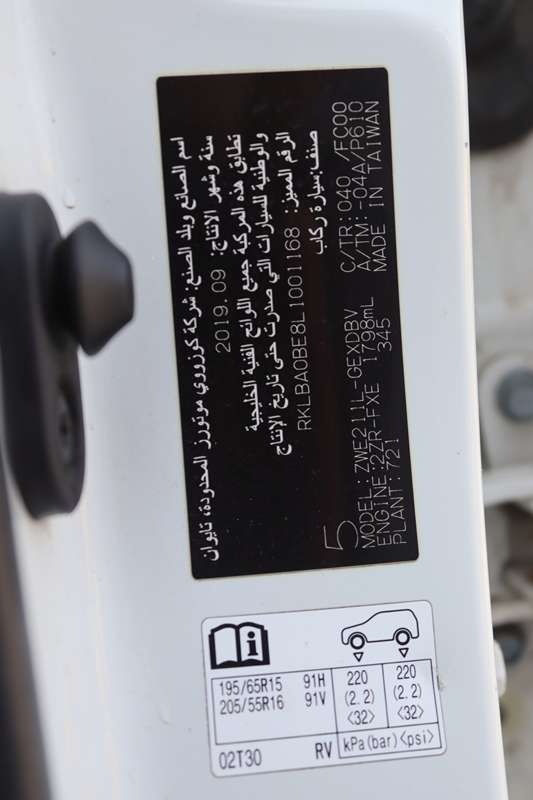 اسم الصانع وبلد الصنع: شركة كوزووي موتورز المحدودة، تايوان
سنة وشهر الانتاج: 2019.09
تطابق هذه المركبة جميع اللوائح الفنية الخليجية
والوطنية للسيارات التي صدرت حتى تاريخ الإنتاج
الرقم المميز: RKLBA0BE8L1001168
صنف: سيارة ركاب
5
MODEL:ZWE211L-GEXDBV C/TR:040 /FC00
ENGINE:2ZR-FXE 1798mL A/TM:-04A/P610
PLANT:721 345 MADE IN TAIWAN
195/65R15 91H 220 220
205/55R16 91V (2.2) (2.2)
<32> <32>
02T30 RV kPa(bar)<psi>